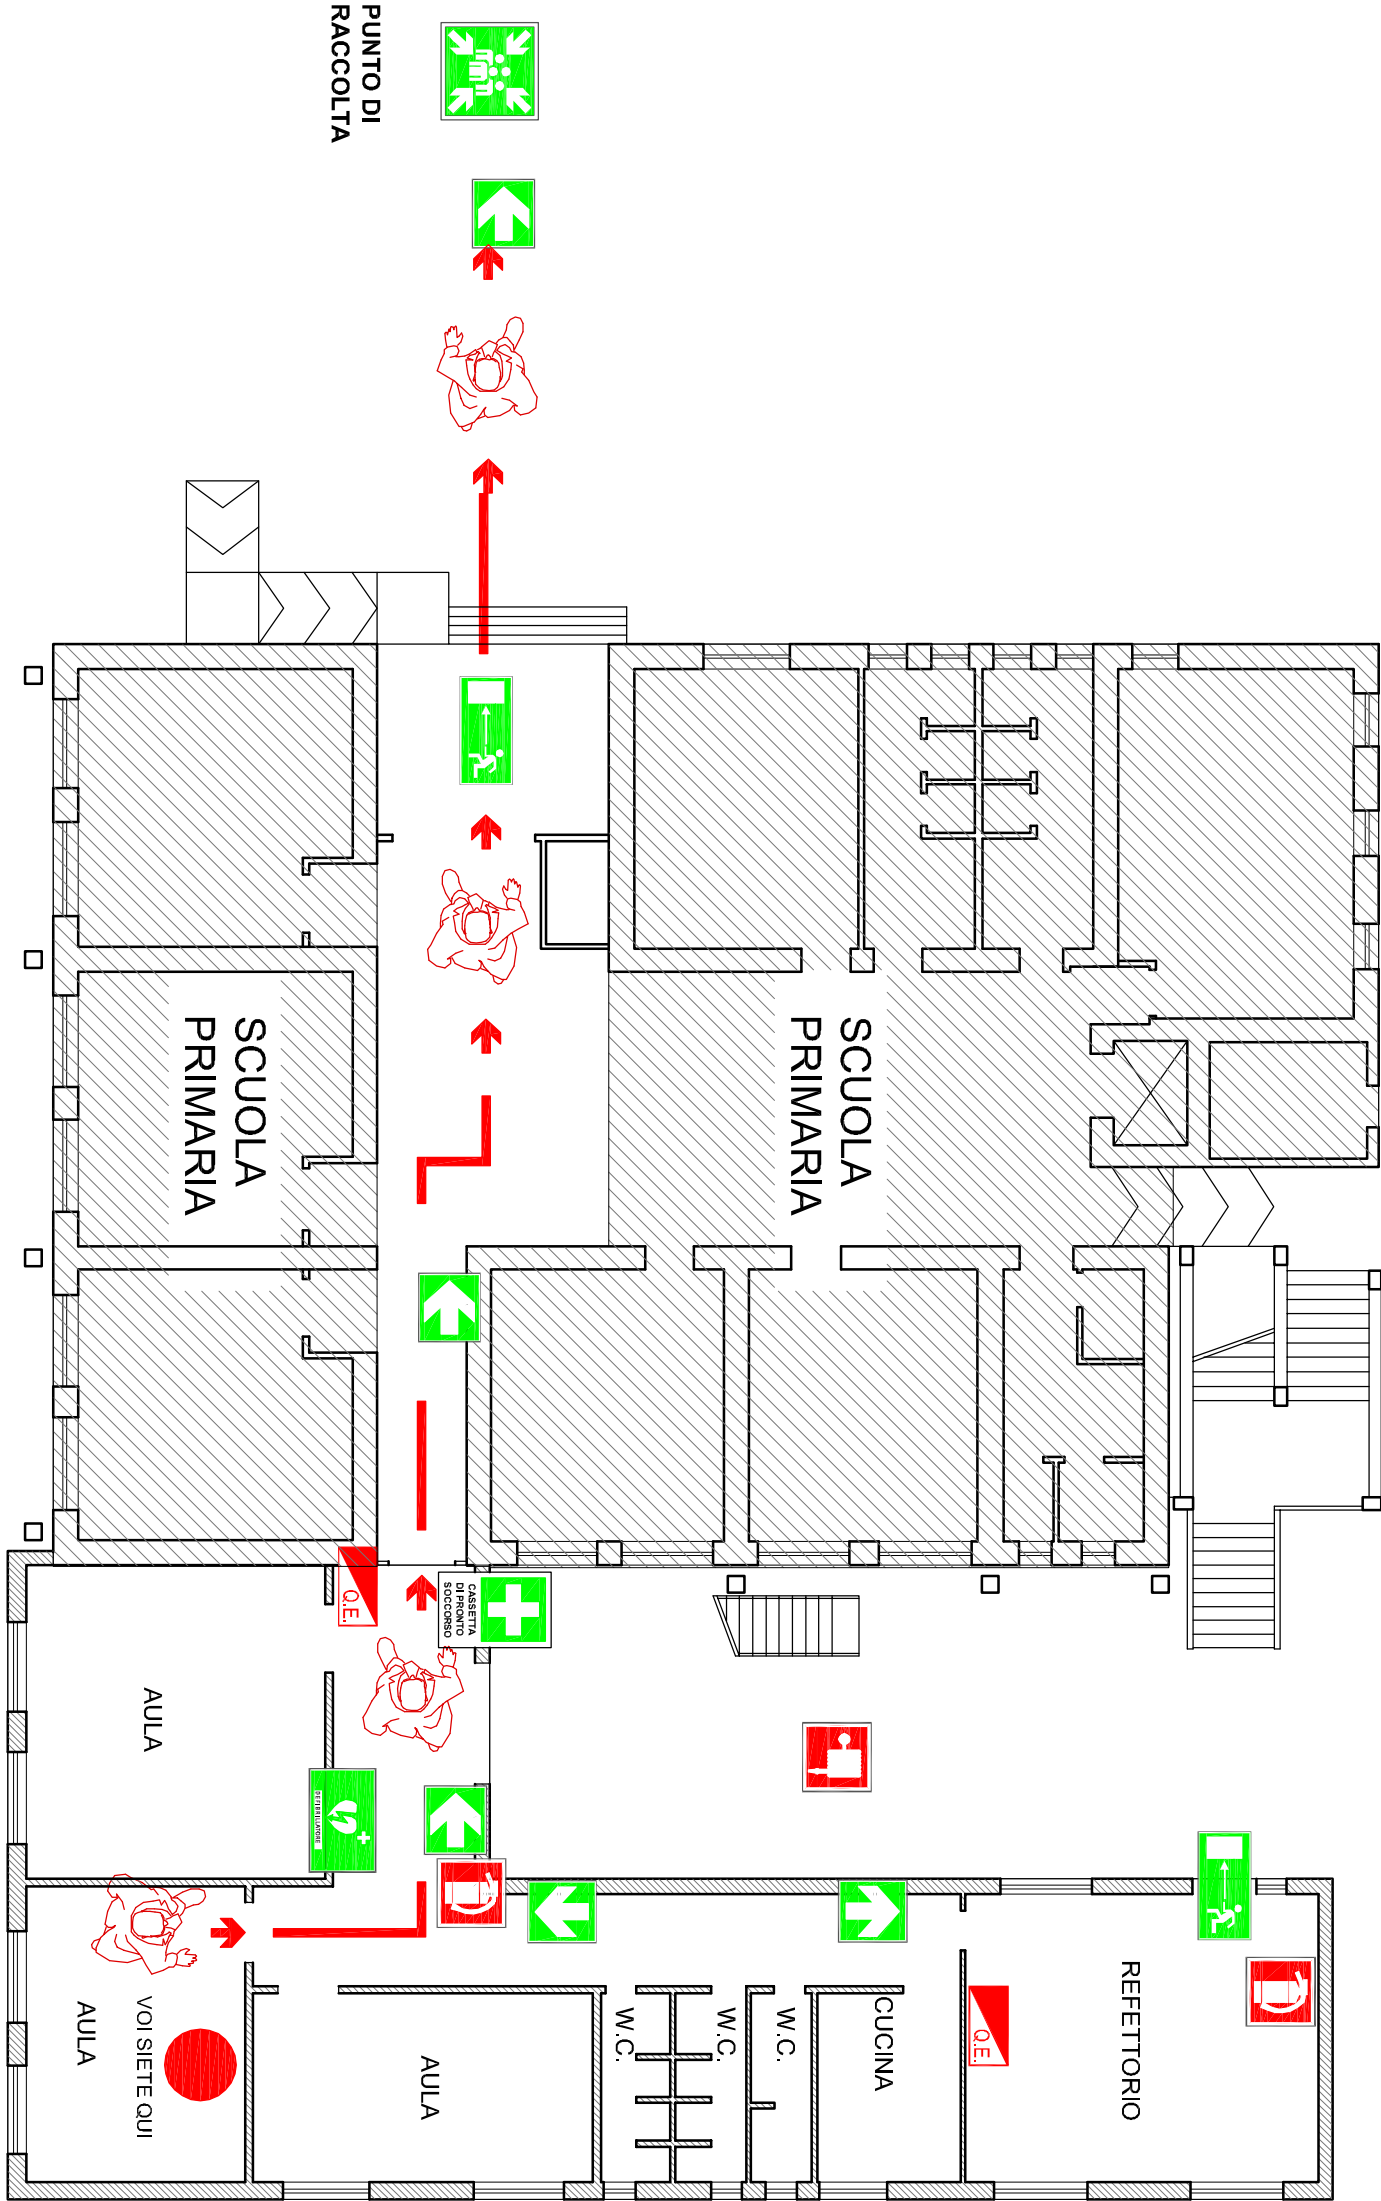 PUNTO DI
RACCOLTA
SCUOLA
PRIMARIA
SCUOLA
PRIMARIA
Q.E.
CASSETTA
DI PRONTO
SOCCORSO
AULA
DEFIBRILLATORE
AULA
VOI SIETE QUI
AULA
W.C.
W.C.
W.C.
CUCINA
Q.E.
REFETTORIO